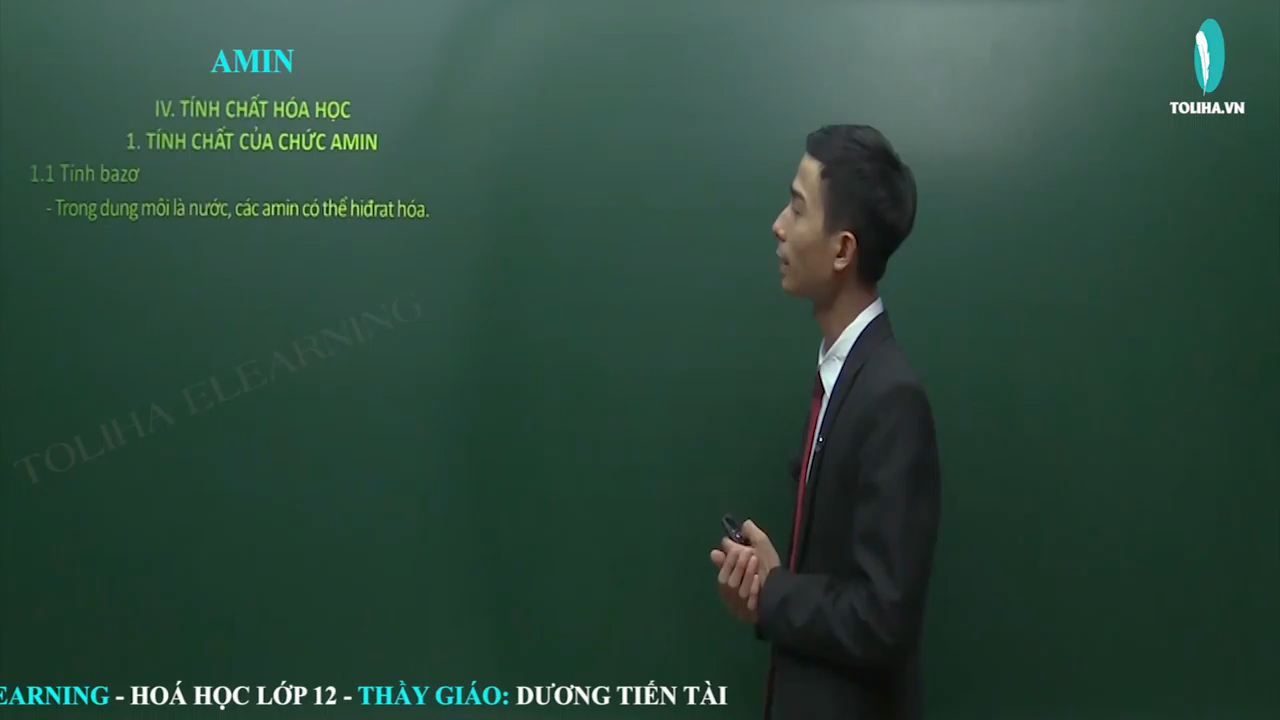 AMIN
TOLIHA.VN
IV. TÍNH CHẤT HÓA HỌC
1. TÍNH CHẤT CỦA CHỨC AMIN
1.1 Tính bazơ
- Trong dung môi là nước, các amin có thể hiđrat hóa.
TOLIHA ELEARNING
EARNING - HOÁ HỌC LỚP 12 - THẦY GIÁO: DƯƠNG TIẾN TÀI